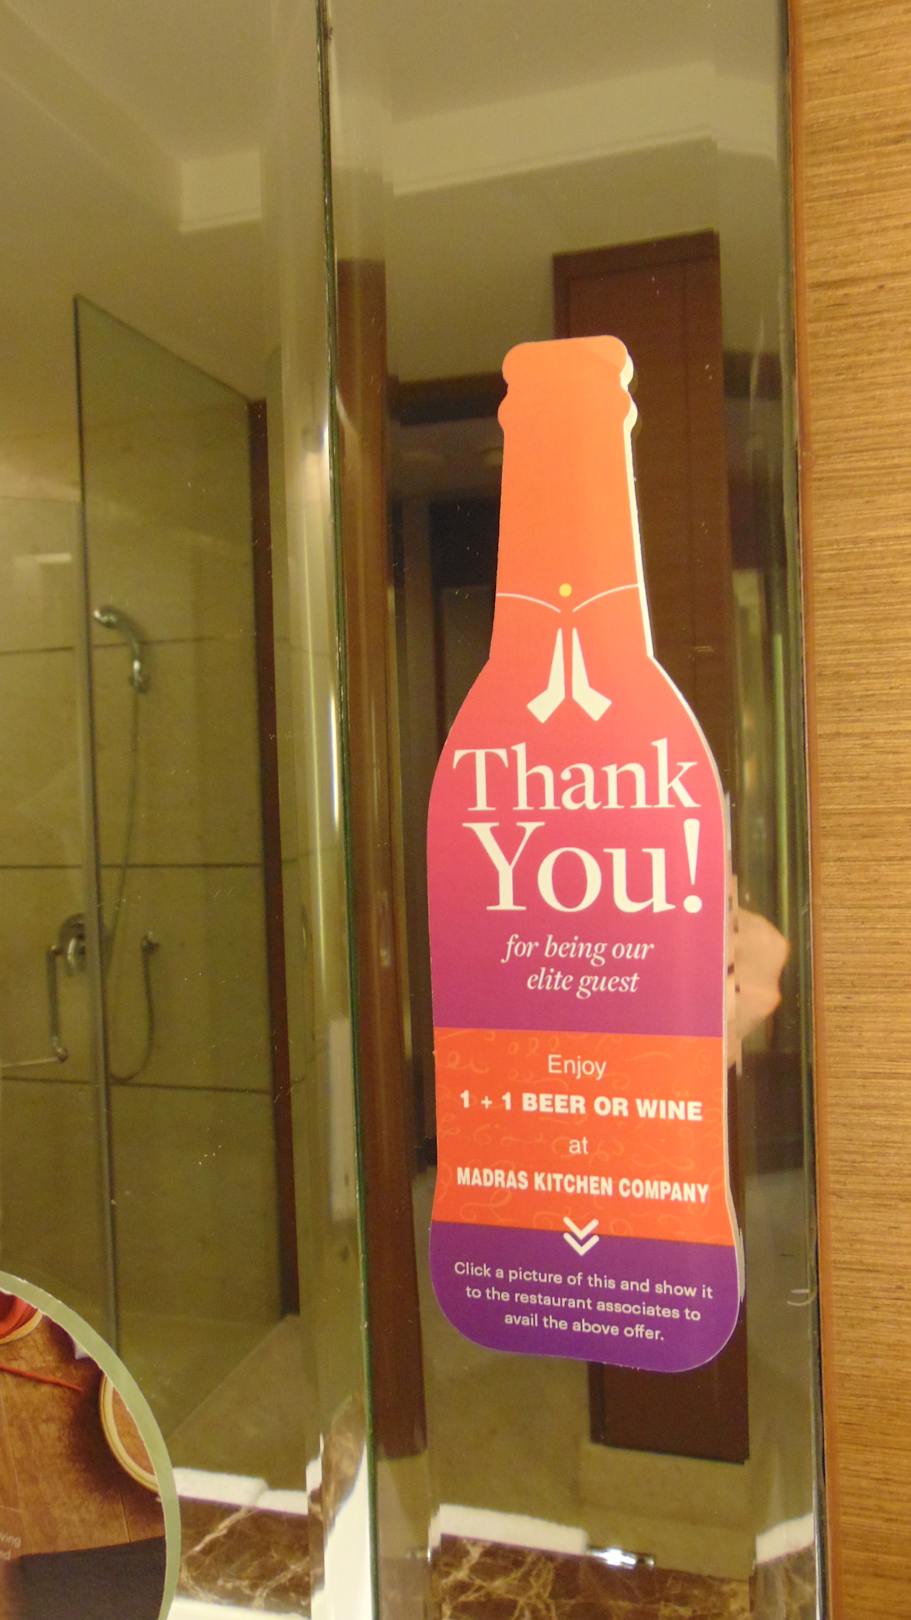 Thank
You!
for being our
elite guest
Enjoy
1 + 1 BEER OR WINE
at
MADRAS KITCHEN COMPANY
Click a picture of this and show it
to the restaurant associates to
avail the above offer.